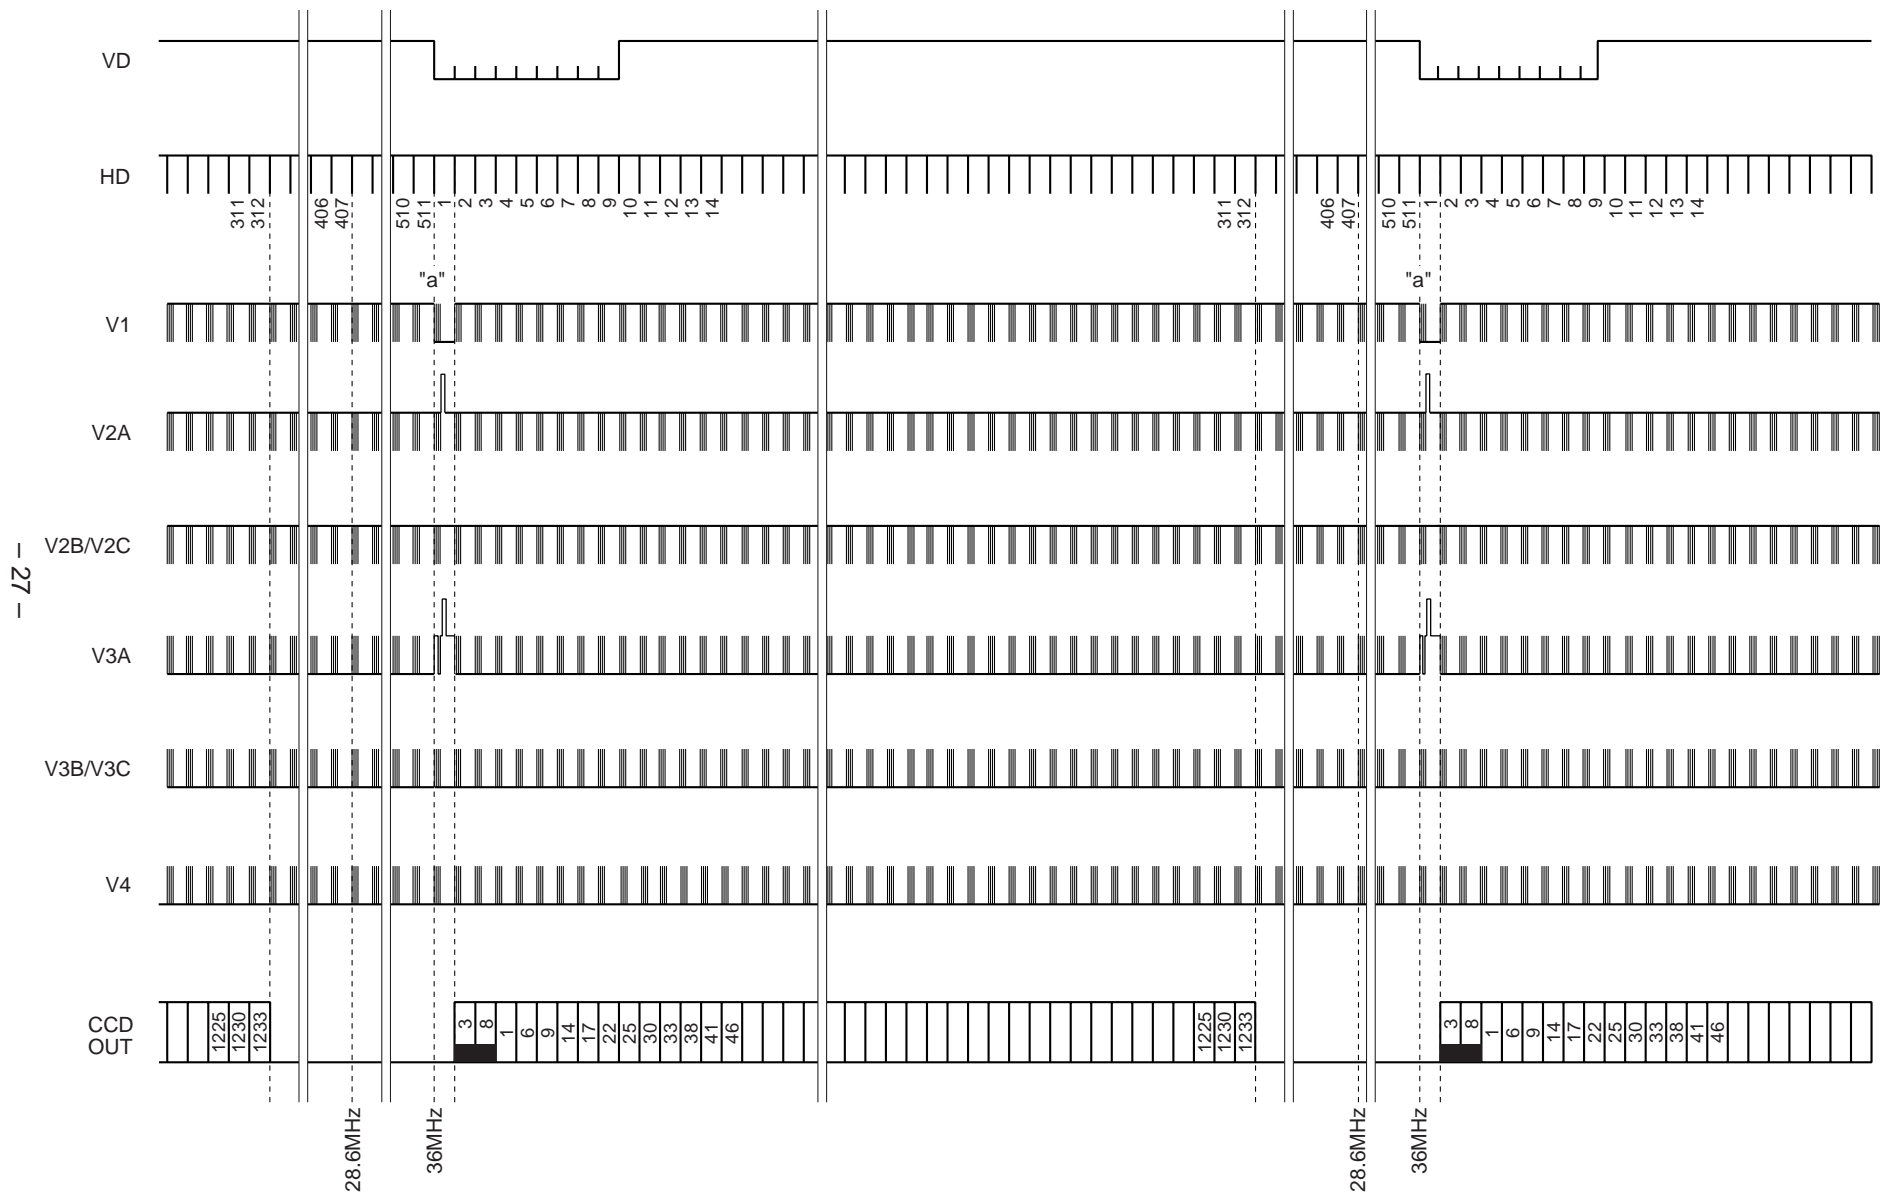 VD
HD
311 312 406 407 510 511 1 2 3 4 5 6 7 8 9 10 11 12 13 14 311 312 406 407 510 511 1 2 3 4 5 6 7 8 9 10 11 12 13 14
"a" "a"
V1
V2A
V2B/V2C
– 27 –
V3A
V3B/V3C
V4
CCD
OUT
1225 1230 1233 3 8 1 6 9 14 17 22 25 30 33 38 41 46 1225 1230 1233 3 8 1 6 9 14 17 22 25 30 33 38 41 46
28.6MHz 36MHz 28.6MHz 36MHz